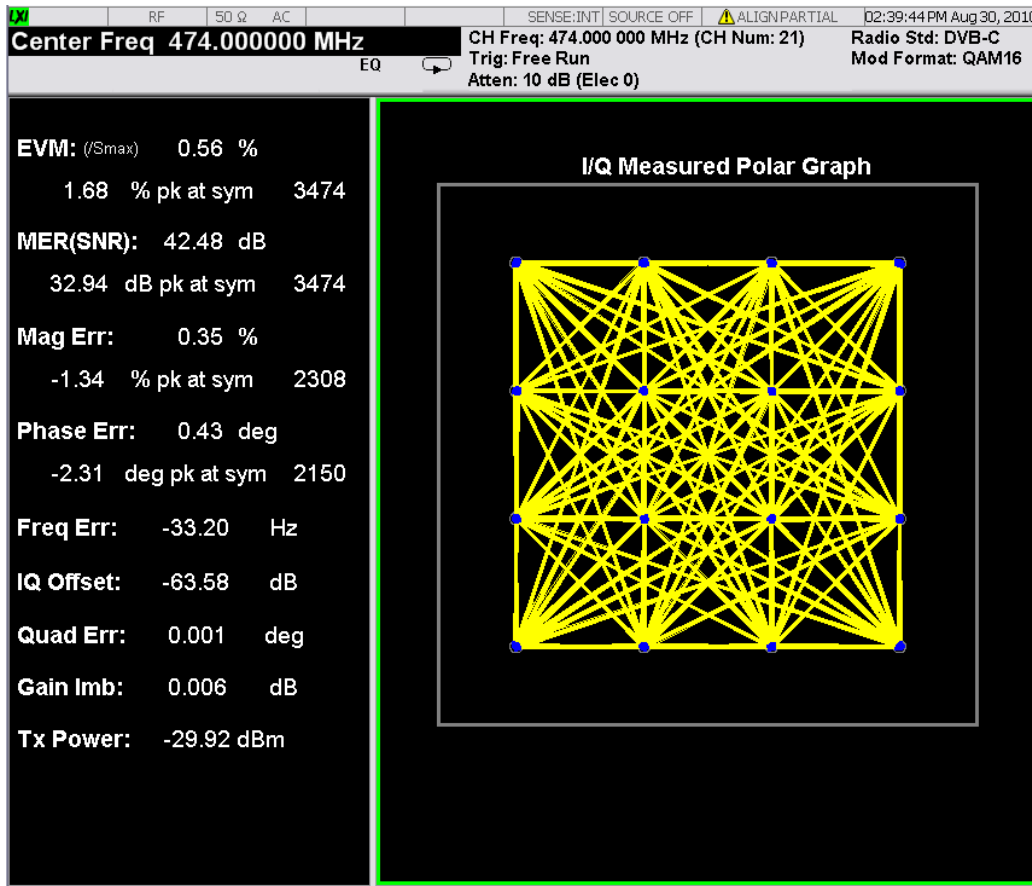 LXI RF 50 Ω AC SENSE:INT SOURCE OFF ALIGN PARTIAL 02:39:44 PM Aug 30, 2010
Center Freq 474.000000 MHz
EQ
CH Freq: 474.000 000 MHz (CH Num: 21)
Trig: Free Run
Atten: 10 dB (Elec 0)
Radio Std: DVB-C
Mod Format: QAM16
EVM: (/Smax) 0.56 %
1.68 % pk at sym 3474
MER(SNR): 42.48 dB
32.94 dB pk at sym 3474
Mag Err: 0.35 %
-1.34 % pk at sym 2308
Phase Err: 0.43 deg
-2.31 deg pk at sym 2150
Freq Err: -33.20 Hz
IQ Offset: -63.58 dB
Quad Err: 0.001 deg
Gain Imb: 0.006 dB
Tx Power: -29.92 dBm
I/Q Measured Polar Graph